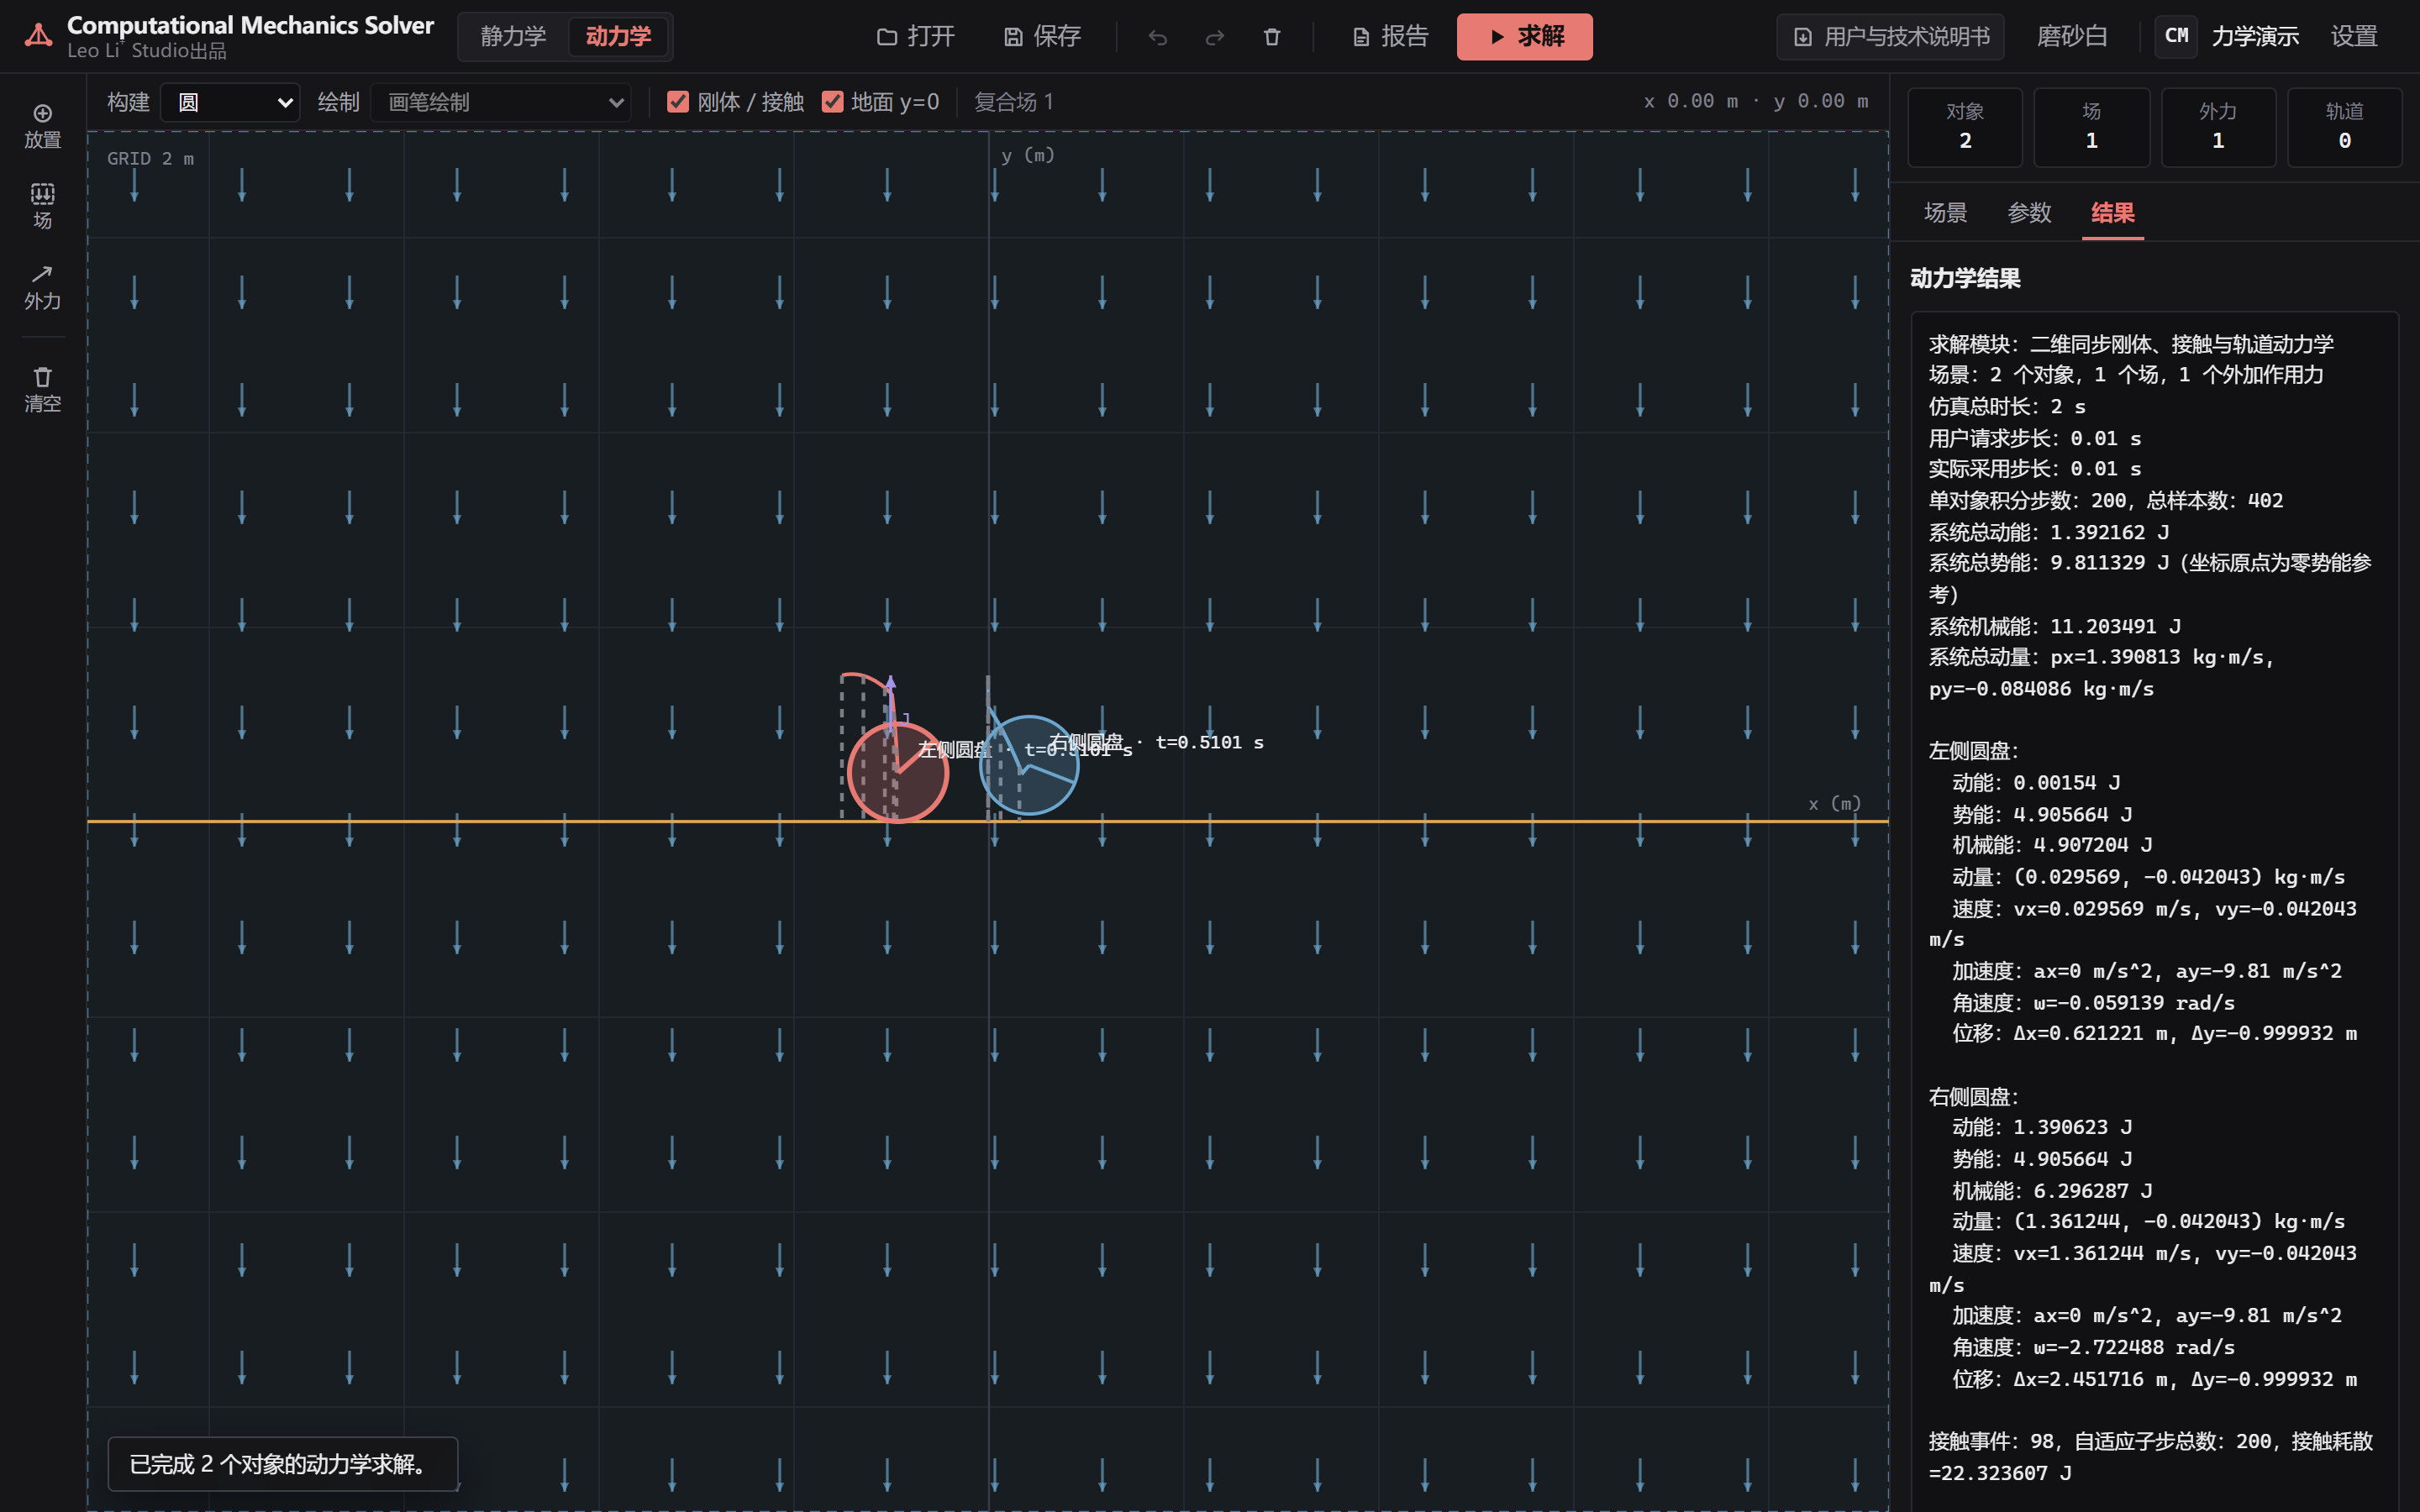 Computational Mechanics Solver
Leo Li⁺ Studio出品
静力学 动力学
打开 保存
报告 求解
用户与技术说明书 磨砂白 CM 力学演示 设置
放置
场
外力
清空
构建 圆 绘制 画笔绘制 刚体 / 接触 地面 y=0 复合场 1
x 0.00 m · y 0.00 m
GRID 2 m
y (m)
x (m)
J
左侧圆盘 · t=0.5101 s
右侧圆盘 · t=0.5101 s
已完成 2 个对象的动力学求解。
对象 场 外力 轨道
2 1 1 0
场景 参数 结果
动力学结果
求解模块：二维同步刚体、接触与轨道动力学
场景：2 个对象，1 个场，1 个外加作用力
仿真总时长：2 s
用户请求步长：0.01 s
实际采用步长：0.01 s
单对象积分步数：200，总样本数：402
系统总动能：1.392162 J
系统总势能：9.811329 J（坐标原点为零势能参
考）
系统机械能：11.203491 J
系统总动量：px=1.390813 kg·m/s,
py=-0.084086 kg·m/s
左侧圆盘：
动能：0.00154 J
势能：4.905664 J
机械能：4.907204 J
动量：(0.029569, -0.042043) kg·m/s
速度：vx=0.029569 m/s, vy=-0.042043
m/s
加速度：ax=0 m/s^2, ay=-9.81 m/s^2
角速度：w=-0.059139 rad/s
位移：Δx=0.621221 m, Δy=-0.999932 m
右侧圆盘：
动能：1.390623 J
势能：4.905664 J
机械能：6.296287 J
动量：(1.361244, -0.042043) kg·m/s
速度：vx=1.361244 m/s, vy=-0.042043
m/s
加速度：ax=0 m/s^2, ay=-9.81 m/s^2
角速度：w=-2.722488 rad/s
位移：Δx=2.451716 m, Δy=-0.999932 m
接触事件：98，自适应子步总数：200，接触耗散
=22.323607 J